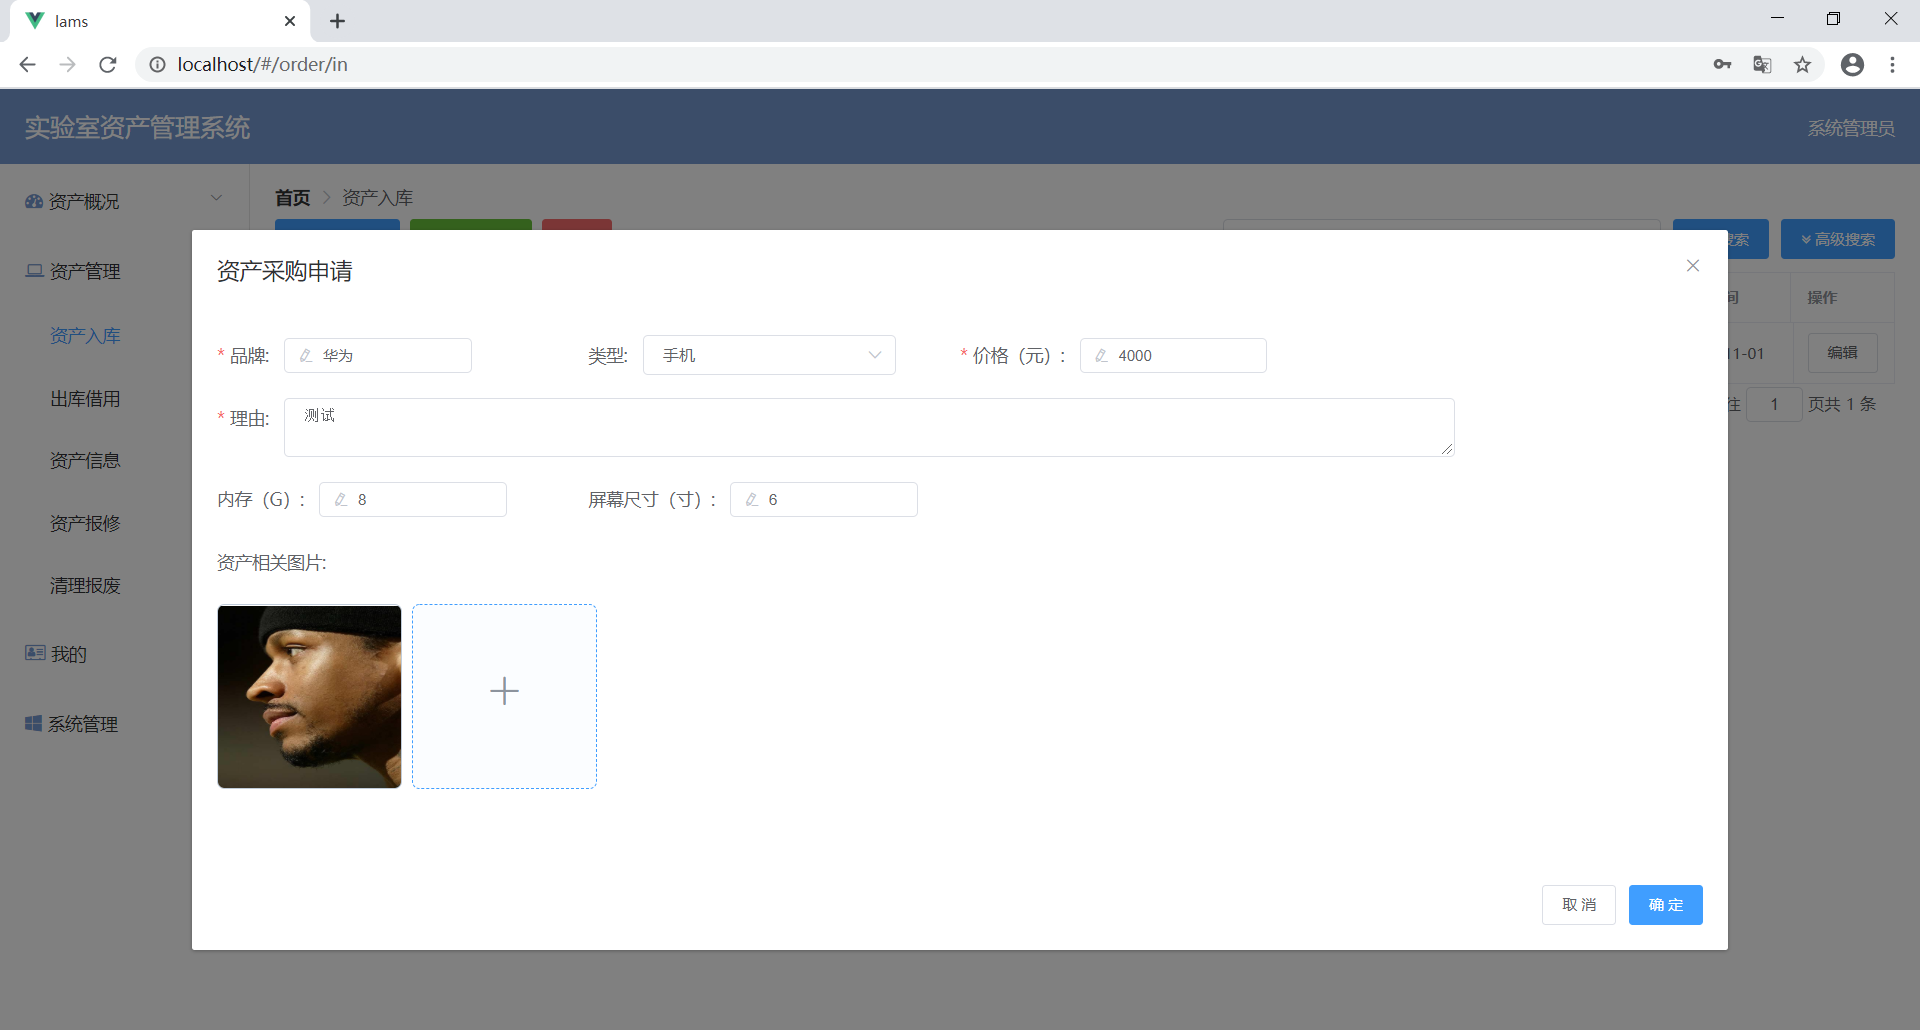 lams
localhost/#/order/in
实验室资产管理系统
系统管理员
资产概况
首页 资产入库
搜索 高级搜索
资产管理
资产采购申请
间 操作
资产入库
* 品牌: 华为 类型: 手机 * 价格（元）: 4000
11-01 编辑
出库借用
* 理由: 测试
往 1 页共 1 条
资产信息
内存（G）: 8 屏幕尺寸（寸）: 6
资产报修
资产相关图片:
清理报废
我的
系统管理
取消 确定